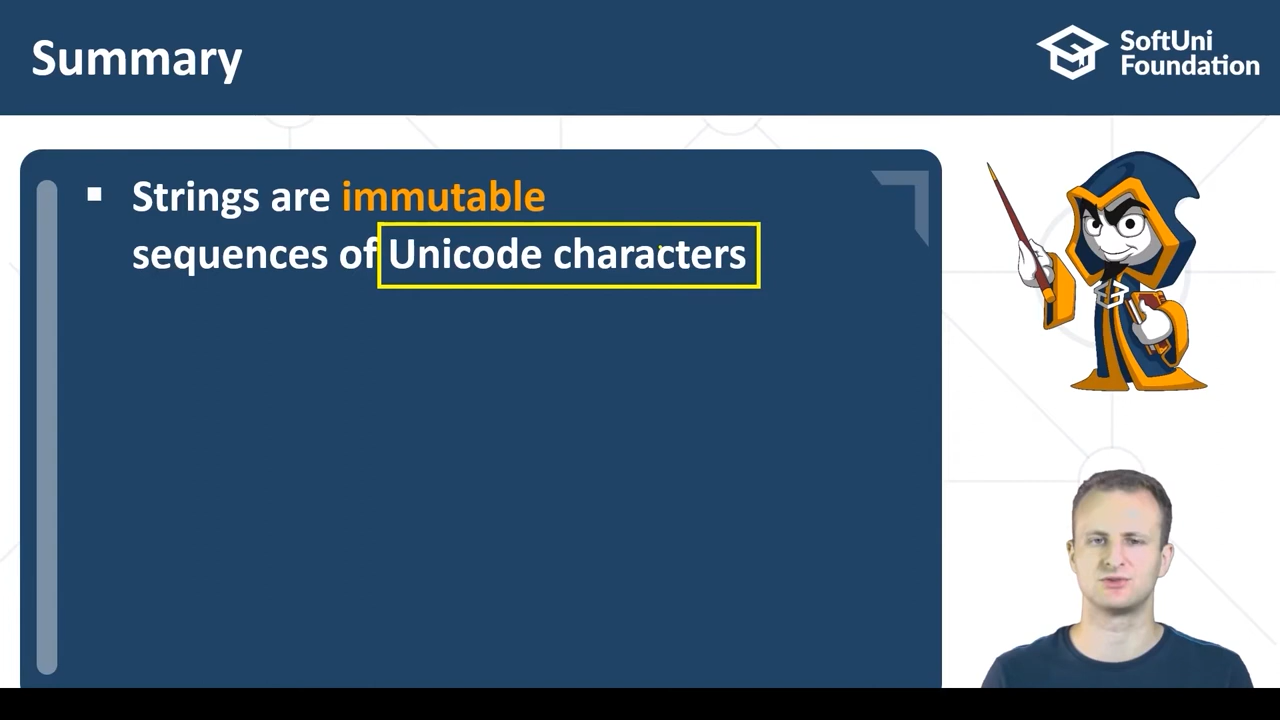 Summary
SoftUni
Foundation
▪ Strings are immutable
sequences of Unicode characters